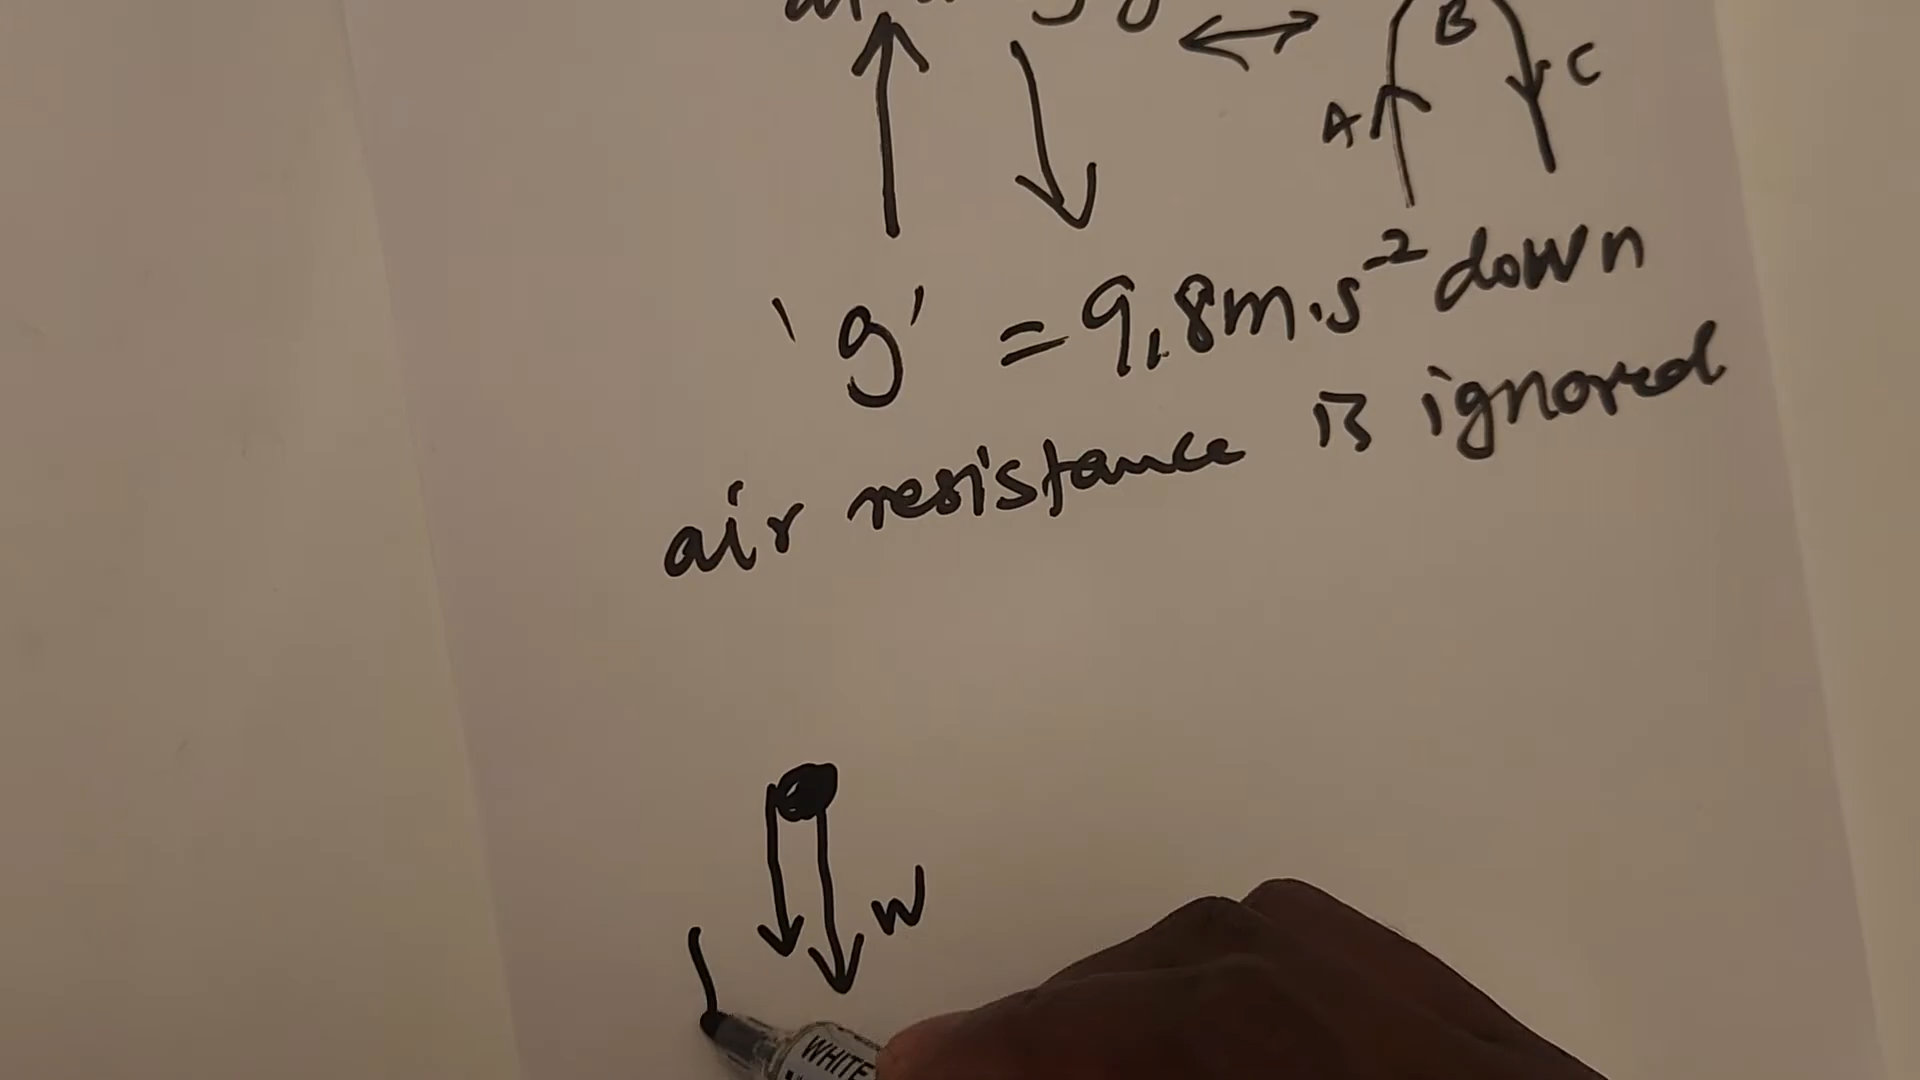 B
C
A
'g' = 9,8m.s⁻² down
air resistance is ignored
W
WHITE